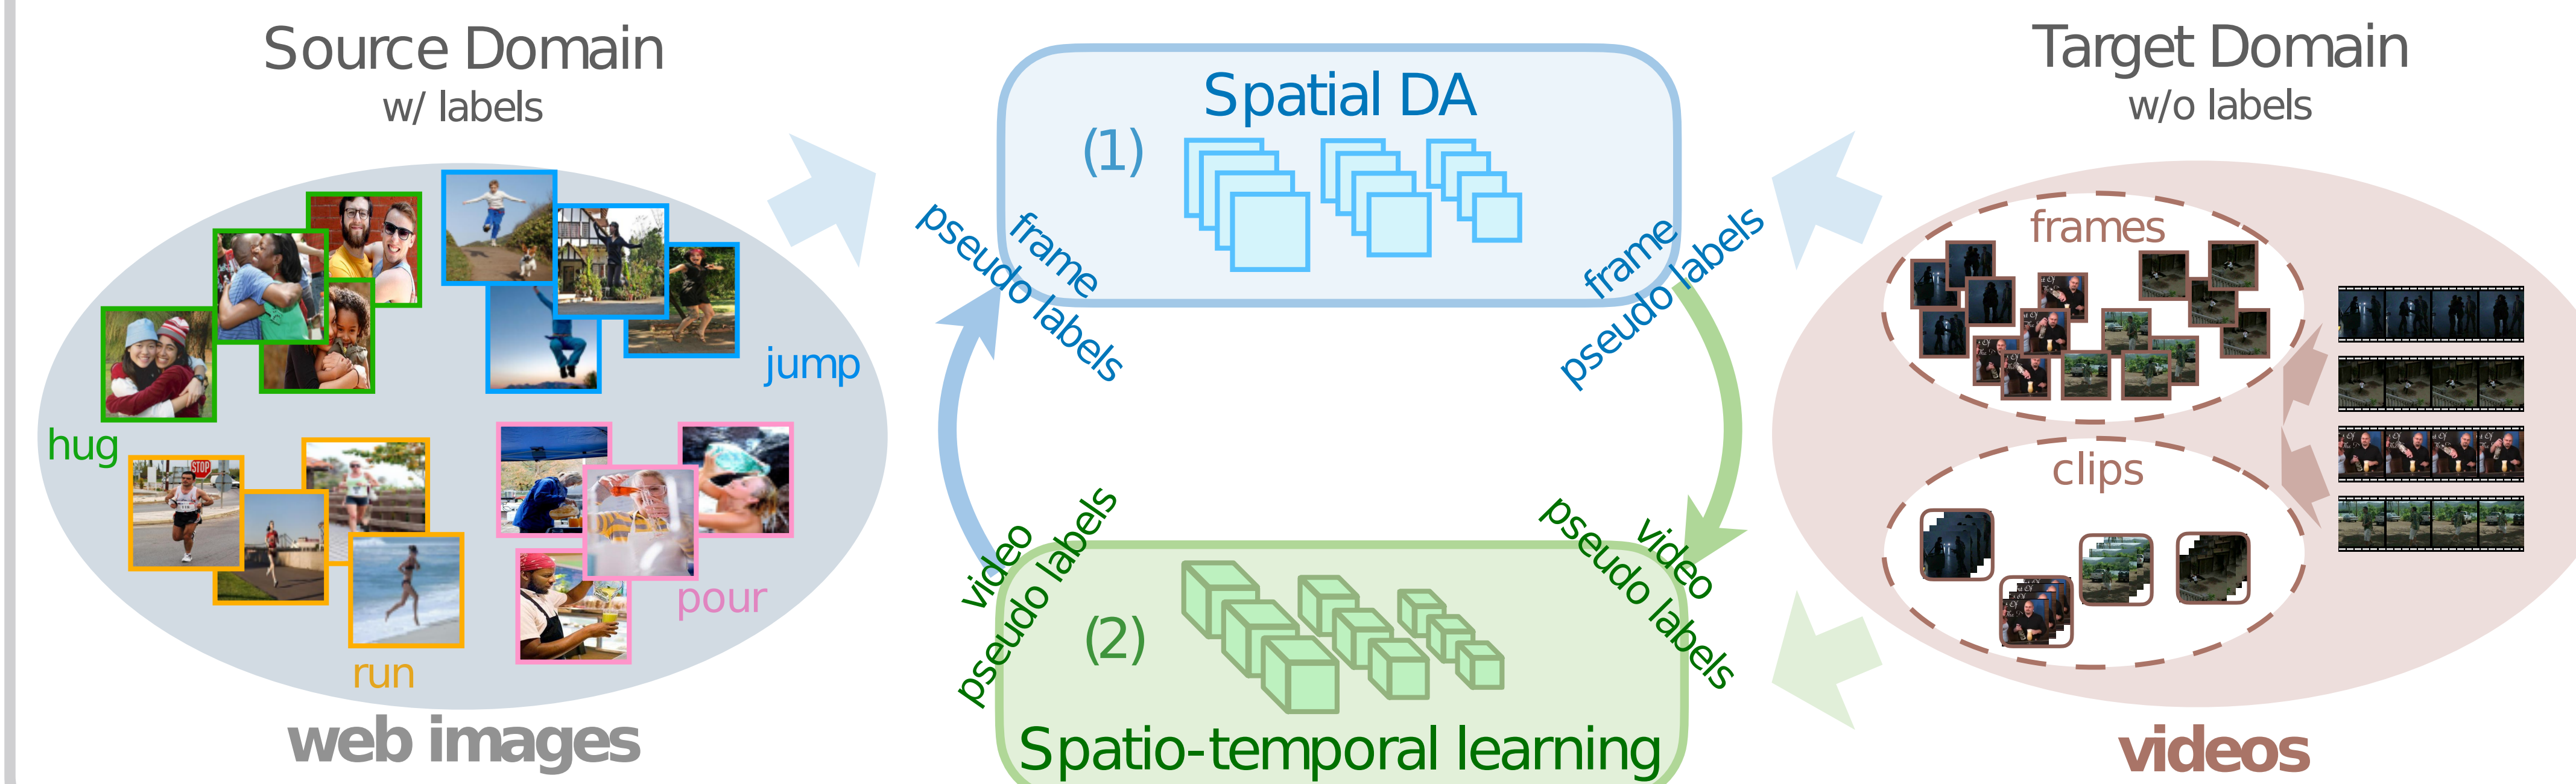 Source Domain
w/ labels
hug
jump
run
pour
web images
Spatial DA
(1)
frame
pseudo labels
frame
pseudo labels
video
pseudo labels
video
pseudo labels
(2)
Spatio-temporal learning
Target Domain
w/o labels
frames
clips
videos
STOP